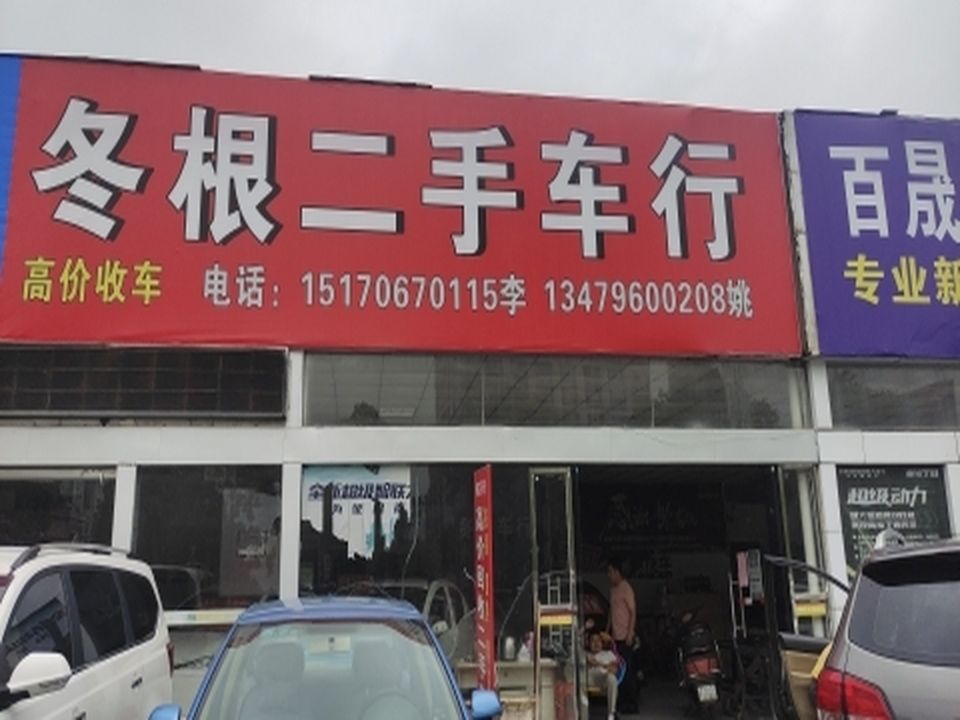 冬根二手车行
高价收车 电话：15170670115李 13479600208姚
百晟
专业新
超级动力